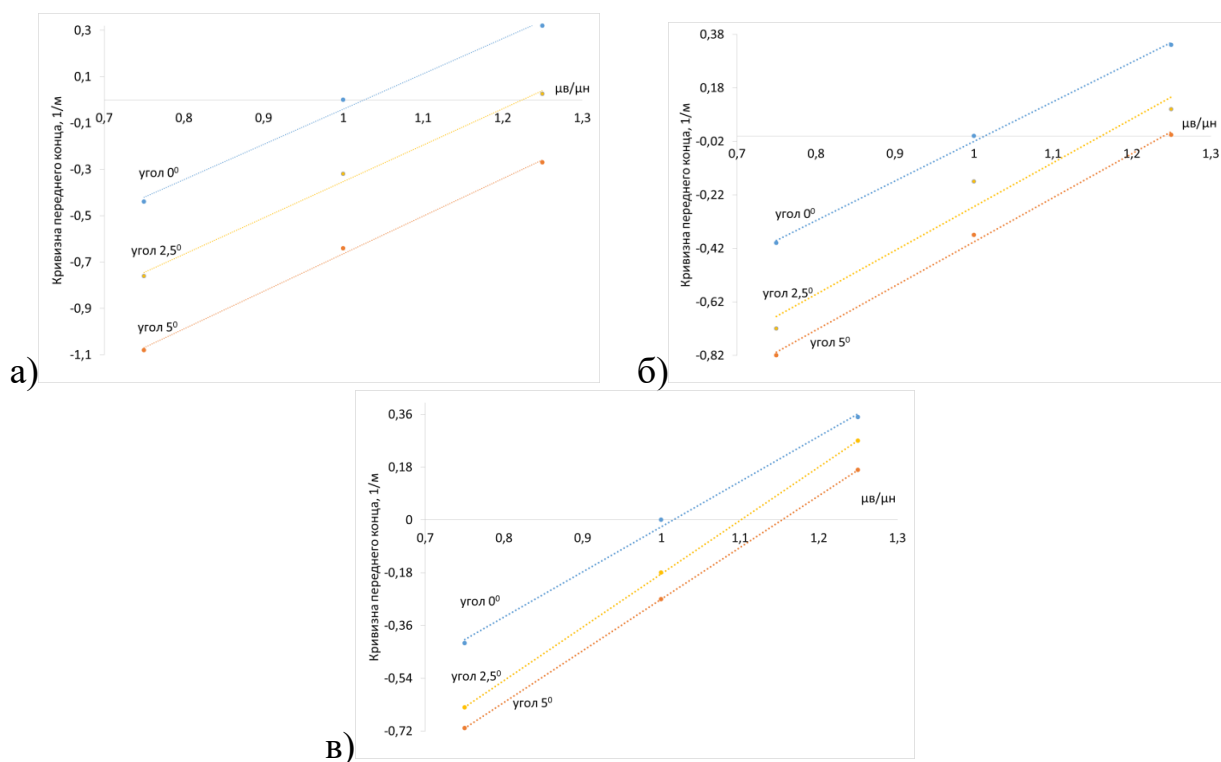 0,3
0,1
-0,1
-0,3
-0,5
-0,7
-0,9
-1,1
0,7 0,8 0,9 1 1,1 1,2 1,3
Кривизна переднего конца, 1/м
μв/μн
угол 0⁰
угол 2,5⁰
угол 5⁰
а)
0,38
0,18
-0,02
-0,22
-0,42
-0,62
-0,82
0,7 0,8 0,9 1 1,1 1,2 1,3
Кривизна переднего конца, 1/м
μв/μн
угол 0⁰
угол 2,5⁰
угол 5⁰
б)
0,36
0,18
0
-0,18
-0,36
-0,54
-0,72
0,7 0,8 0,9 1 1,1 1,2 1,3
Кривизна переднего конца, 1/м
μв/μн
угол 0⁰
угол 2,5⁰
угол 5⁰
в)